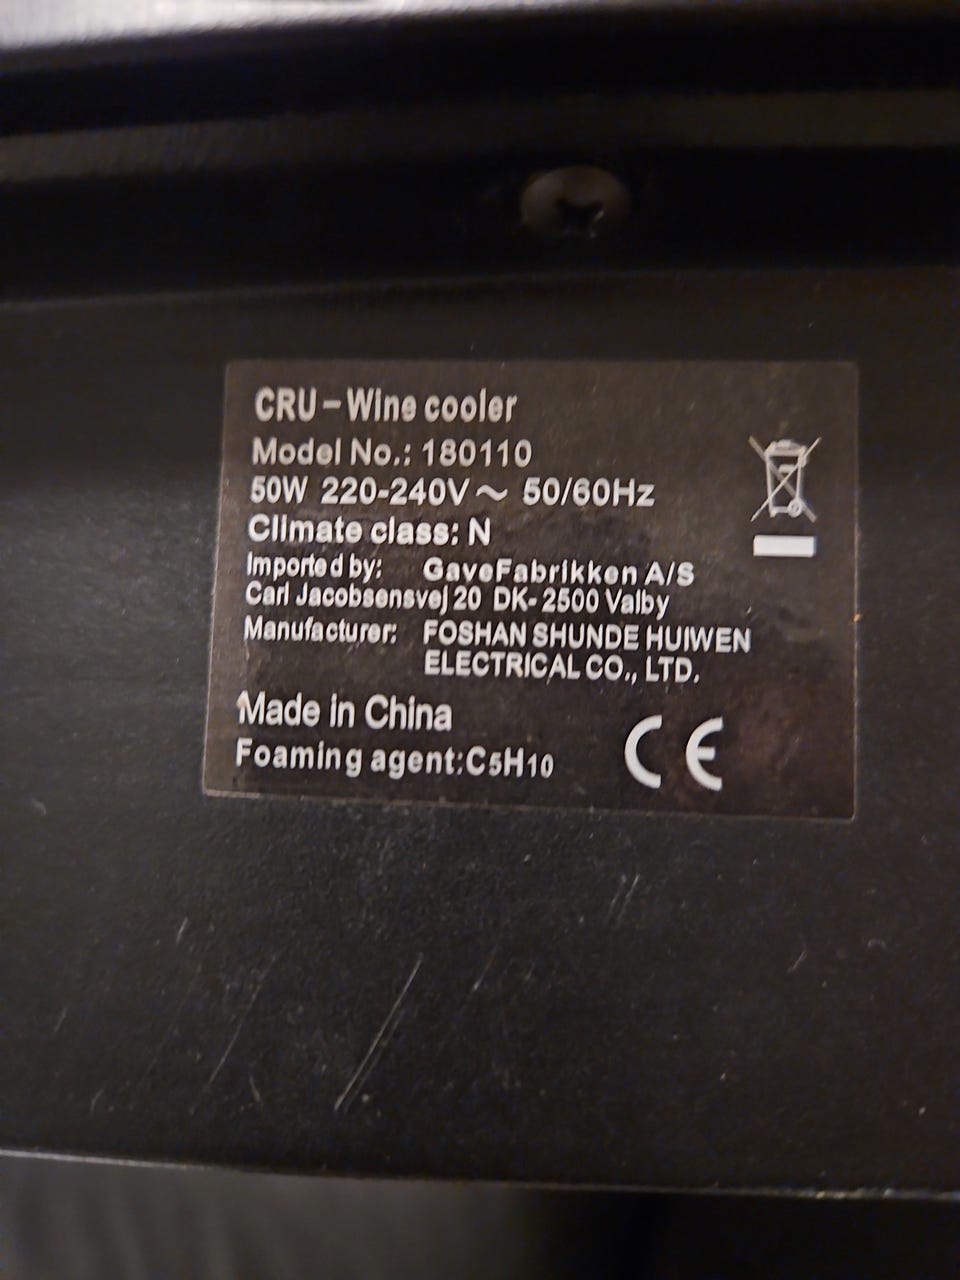 CRU - Wine cooler
Model No.: 180110
50W 220-240V ~ 50/60Hz
Climate class: N
Imported by: GaveFabrikken A/S
Carl Jacobsensvej 20 DK- 2500 Valby
Manufacturer: FOSHAN SHUNDE HUIWEN
ELECTRICAL CO., LTD.
Made in China
Foaming agent:C5H10
CE